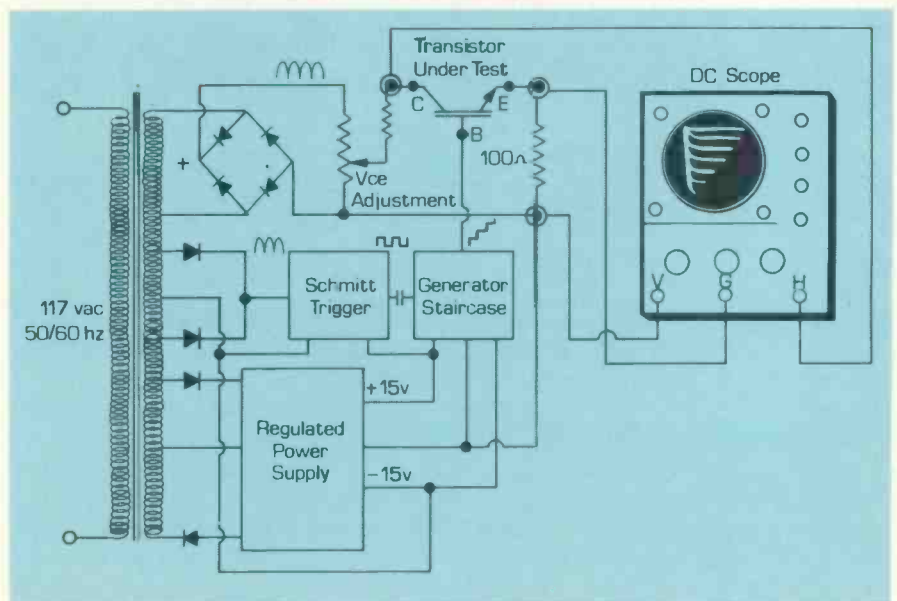 Transistor
Under Test
DC Scope
C
E
B
+
100Ω
Vce
Adjustment
Schmitt
Trigger
Generator
Staircase
V
G
H
117 vac
50/60 hz
+15v
Regulated
Power
Supply
−15v